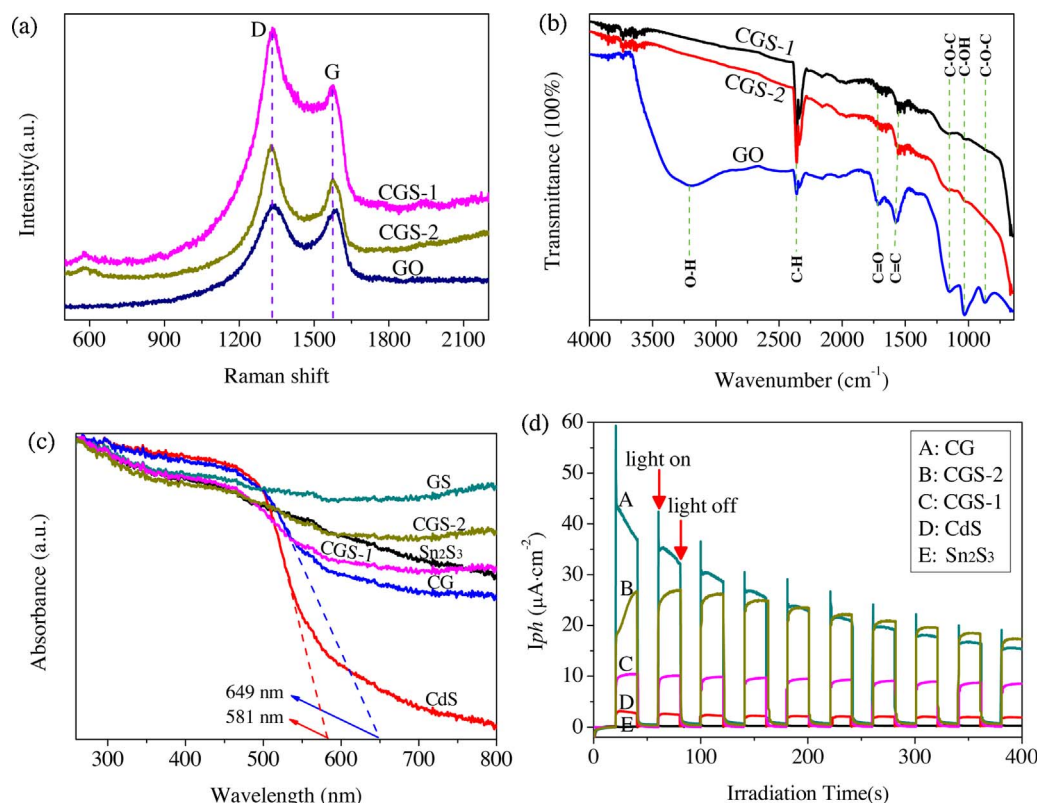 (a)
D
G
CGS-1
CGS-2
GO
Intensity(a.u.)
600 900 1200 1500 1800 2100
Raman shift
(b)
CGS-1
CGS-2
GO
O-H
C-H
C=O
C=C
C-O-C
C-OH
C-O-C
Transmittance (100%)
4000 3500 3000 2500 2000 1500 1000
Wavenumber (cm⁻¹)
(c)
GS
CGS-2
CGS-1
Sn₂S₃
CG
CdS
649 nm
581 nm
Absorbance (a.u.)
300 400 500 600 700 800
Wavelength (nm)
(d)
60
50
40
30
20
10
0
Iph (μA·cm⁻²)
light on
light off
A
B
C
D
E
A: CG
B: CGS-2
C: CGS-1
D: CdS
E: Sn₂S₃
0 100 200 300 400
Irradiation Time(s)